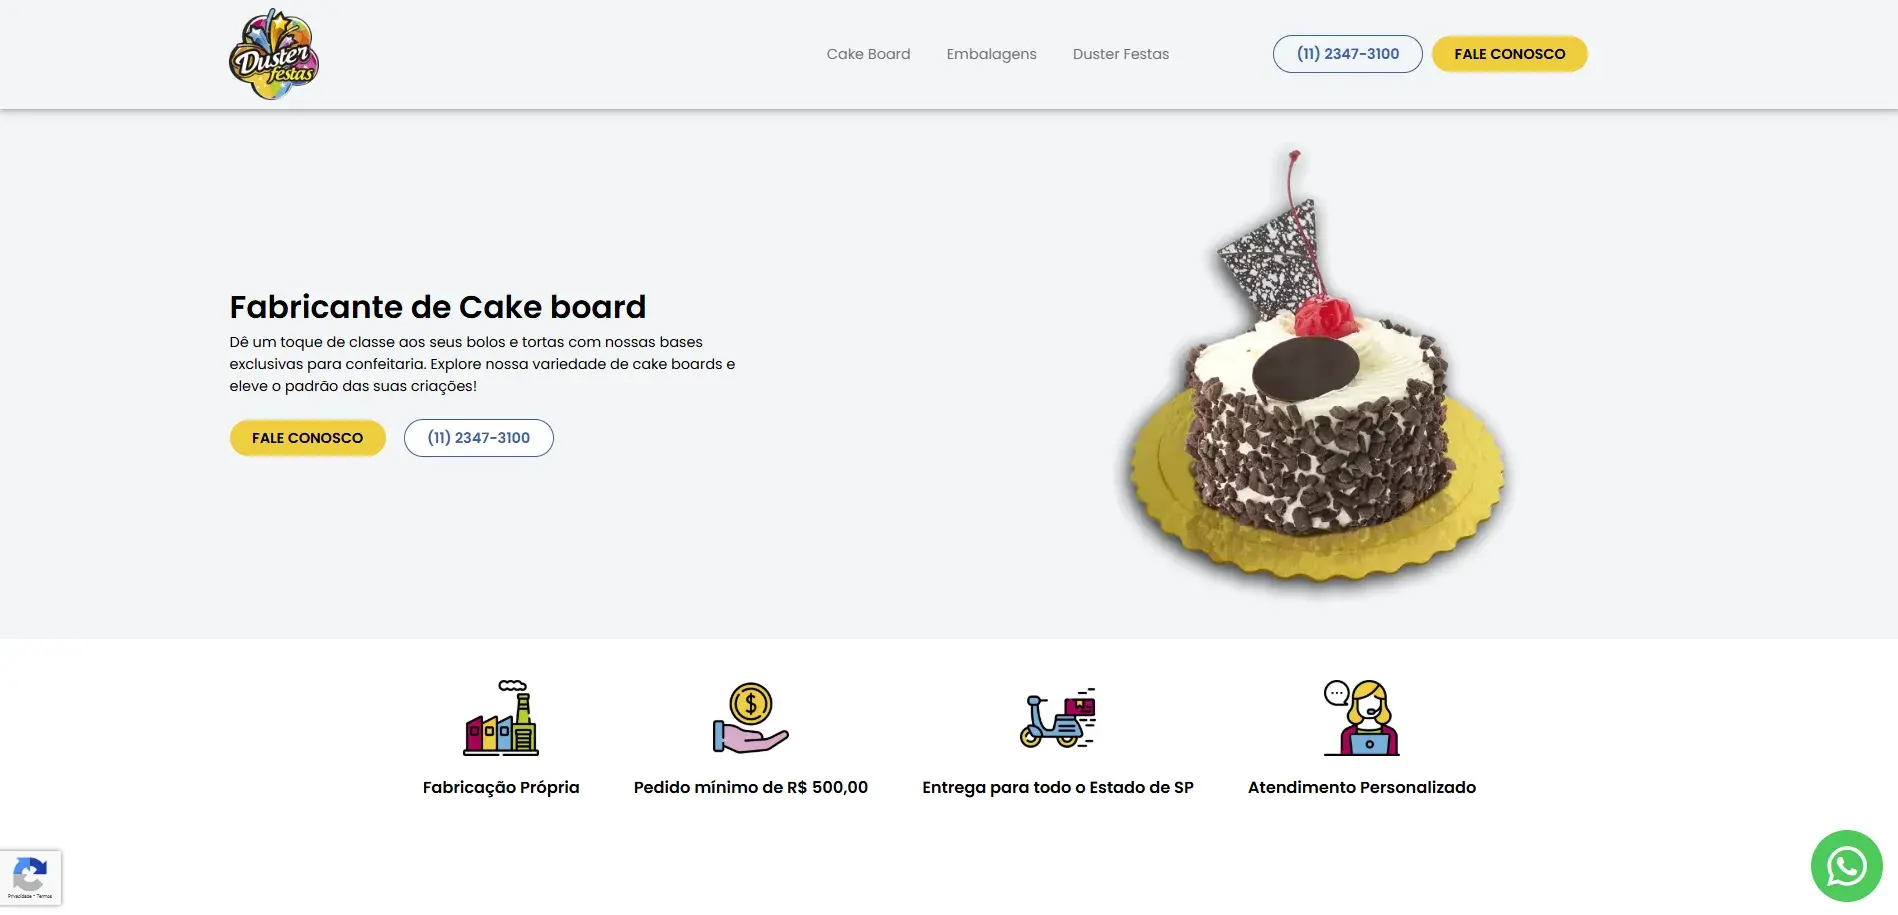 Duster
festas
Cake Board
Embalagens
Duster Festas
(11) 2347-3100
FALE CONOSCO
Fabricante de Cake board
Dê um toque de classe aos seus bolos e tortas com nossas bases
exclusivas para confeitaria. Explore nossa variedade de cake boards e
eleve o padrão das suas criações!
FALE CONOSCO
(11) 2347-3100
Fabricação Própria
Pedido mínimo de R$ 500,00
Entrega para todo o Estado de SP
Atendimento Personalizado
Privacidade - Termos